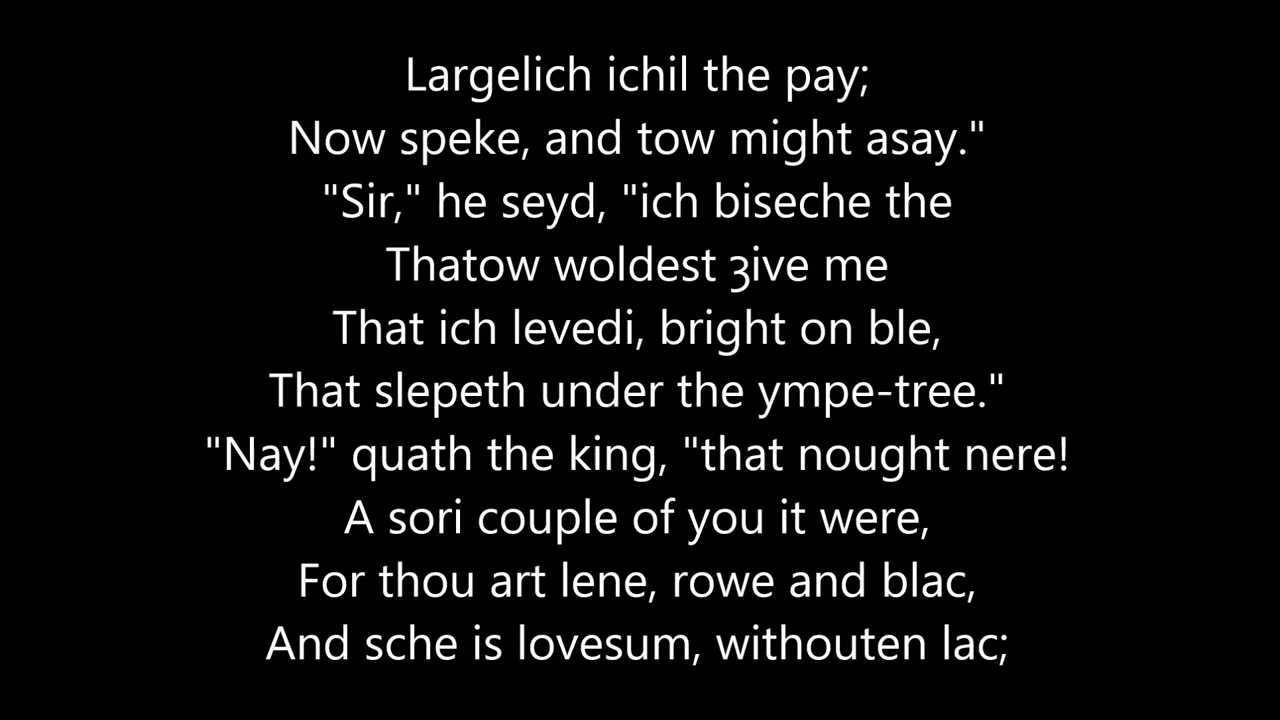 Largelich ichil the pay;
Now speke, and tow might asay."
"Sir," he seyd, "ich biseche the
Thatow woldest ȝive me
That ich levedi, bright on ble,
That slepeth under the ympe-tree."
"Nay!" quath the king, "that nought nere!
A sori couple of you it were,
For thou art lene, rowe and blac,
And sche is lovesum, withouten lac;